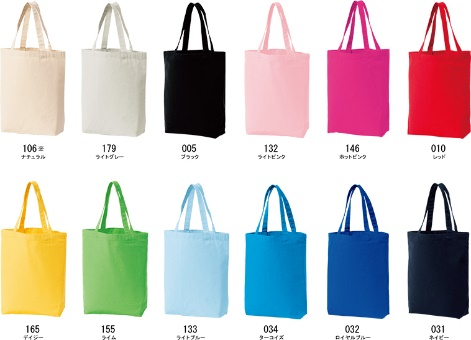 106※
ナチュラル
179
ライトグレー
005
ブラック
132
ライトピンク
146
ホットピンク
010
レッド
165
デイジー
155
ライム
133
ライトブルー
034
ターコイズ
032
ロイヤルブルー
031
ネイビー